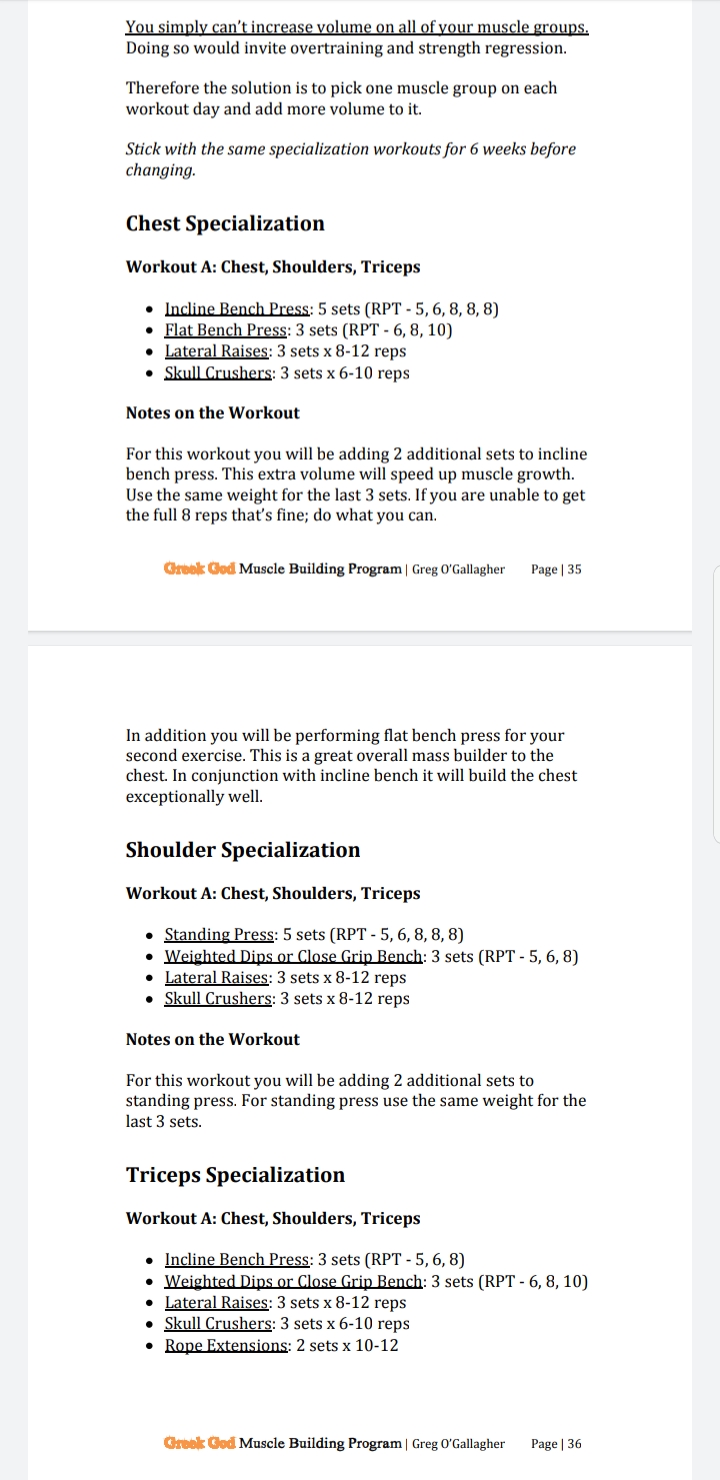 You simply can't increase volume on all of your muscle groups.
Doing so would invite overtraining and strength regression.
Therefore the solution is to pick one muscle group on each
workout day and add more volume to it.
Stick with the same specialization workouts for 6 weeks before
changing.
Chest Specialization
Workout A: Chest, Shoulders, Triceps
• Incline Bench Press: 5 sets (RPT - 5, 6, 8, 8, 8)
• Flat Bench Press: 3 sets (RPT - 6, 8, 10)
• Lateral Raises: 3 sets x 8-12 reps
• Skull Crushers: 3 sets x 6-10 reps
Notes on the Workout
For this workout you will be adding 2 additional sets to incline
bench press. This extra volume will speed up muscle growth.
Use the same weight for the last 3 sets. If you are unable to get
the full 8 reps that's fine; do what you can.
Greek God Muscle Building Program | Greg O'Gallagher Page | 35
In addition you will be performing flat bench press for your
second exercise. This is a great overall mass builder to the
chest. In conjunction with incline bench it will build the chest
exceptionally well.
Shoulder Specialization
Workout A: Chest, Shoulders, Triceps
• Standing Press: 5 sets (RPT - 5, 6, 8, 8, 8)
• Weighted Dips or Close Grip Bench: 3 sets (RPT - 5, 6, 8)
• Lateral Raises: 3 sets x 8-12 reps
• Skull Crushers: 3 sets x 8-12 reps
Notes on the Workout
For this workout you will be adding 2 additional sets to
standing press. For standing press use the same weight for the
last 3 sets.
Triceps Specialization
Workout A: Chest, Shoulders, Triceps
• Incline Bench Press: 3 sets (RPT - 5, 6, 8)
• Weighted Dips or Close Grip Bench: 3 sets (RPT - 6, 8, 10)
• Lateral Raises: 3 sets x 8-12 reps
• Skull Crushers: 3 sets x 6-10 reps
• Rope Extensions: 2 sets x 10-12
Greek God Muscle Building Program | Greg O'Gallagher Page | 36